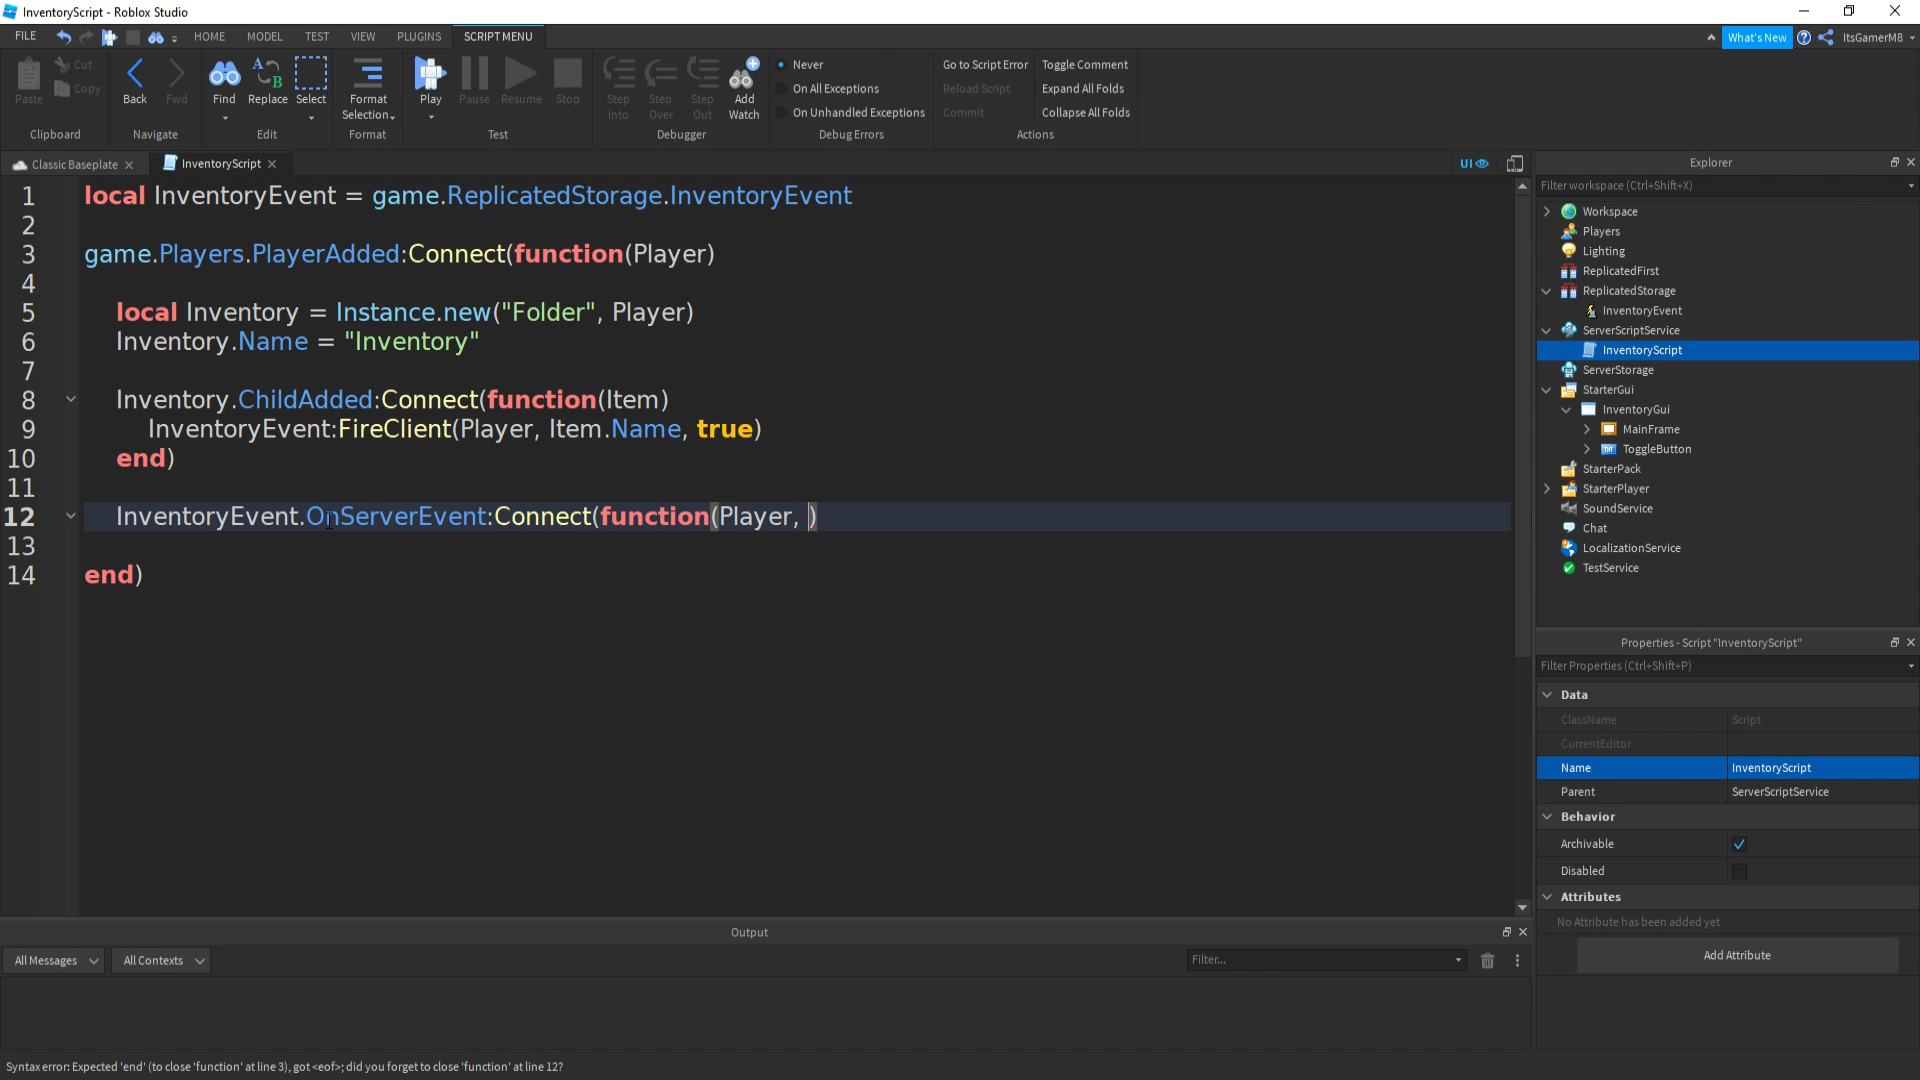 InventoryScript - Roblox Studio
FILE HOME MODEL TEST VIEW PLUGINS SCRIPT MENU What's New ItsGamerM8
Paste Cut Copy Back Fwd Find Replace Select Format Selection Play Pause Resume Stop Step Into Step Over Step Out Add Watch
Never Go to Script Error Toggle Comment
On All Exceptions Reload Script Expand All Folds
On Unhandled Exceptions Commit Collapse All Folds
Clipboard Navigate Edit Format Test Debugger Debug Errors Actions
Classic Baseplate InventoryScript UI
1 local InventoryEvent = game.ReplicatedStorage.InventoryEvent
2
3 game.Players.PlayerAdded:Connect(function(Player)
4
5 local Inventory = Instance.new("Folder", Player)
6 Inventory.Name = "Inventory"
7
8 Inventory.ChildAdded:Connect(function(Item)
9 InventoryEvent:FireClient(Player, Item.Name, true)
10 end)
11
12 InventoryEvent.OnServerEvent:Connect(function(Player, )
13
14 end)
Explorer
Filter workspace (Ctrl+Shift+X)
Workspace
Players
Lighting
ReplicatedFirst
ReplicatedStorage
InventoryEvent
ServerScriptService
InventoryScript
ServerStorage
StarterGui
InventoryGui
MainFrame
ToggleButton
StarterPack
StarterPlayer
SoundService
Chat
LocalizationService
TestService
Properties - Script "InventoryScript"
Filter Properties (Ctrl+Shift+P)
Data
ClassName Script
CurrentEditor
Name InventoryScript
Parent ServerScriptService
Behavior
Archivable
Disabled
Attributes
No Attribute has been added yet
Add Attribute
Output
All Messages All Contexts Filter...
Syntax error: Expected 'end' (to close 'function' at line 3), got <eof>; did you forget to close 'function' at line 12?